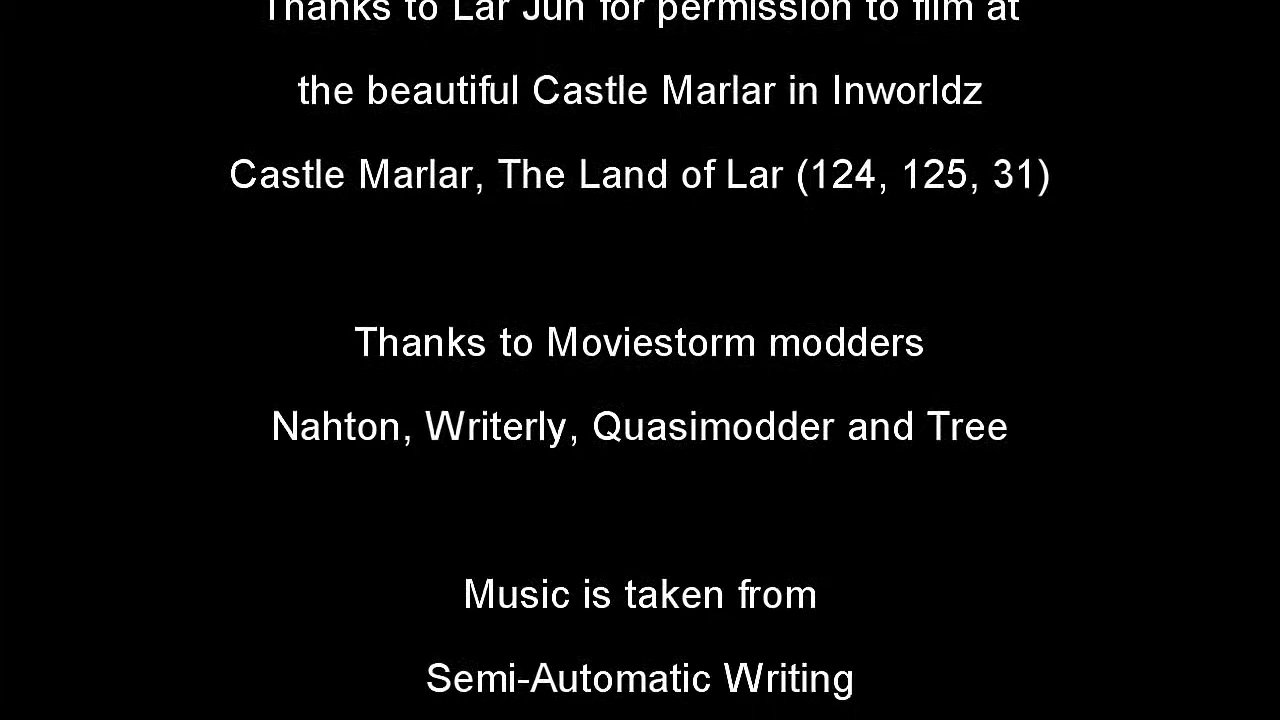 Thanks to Lar Jun for permission to film at
the beautiful Castle Marlar in Inworldz
Castle Marlar, The Land of Lar (124, 125, 31)
Thanks to Moviestorm modders
Nahton, Writerly, Quasimodder and Tree
Music is taken from
Semi-Automatic Writing